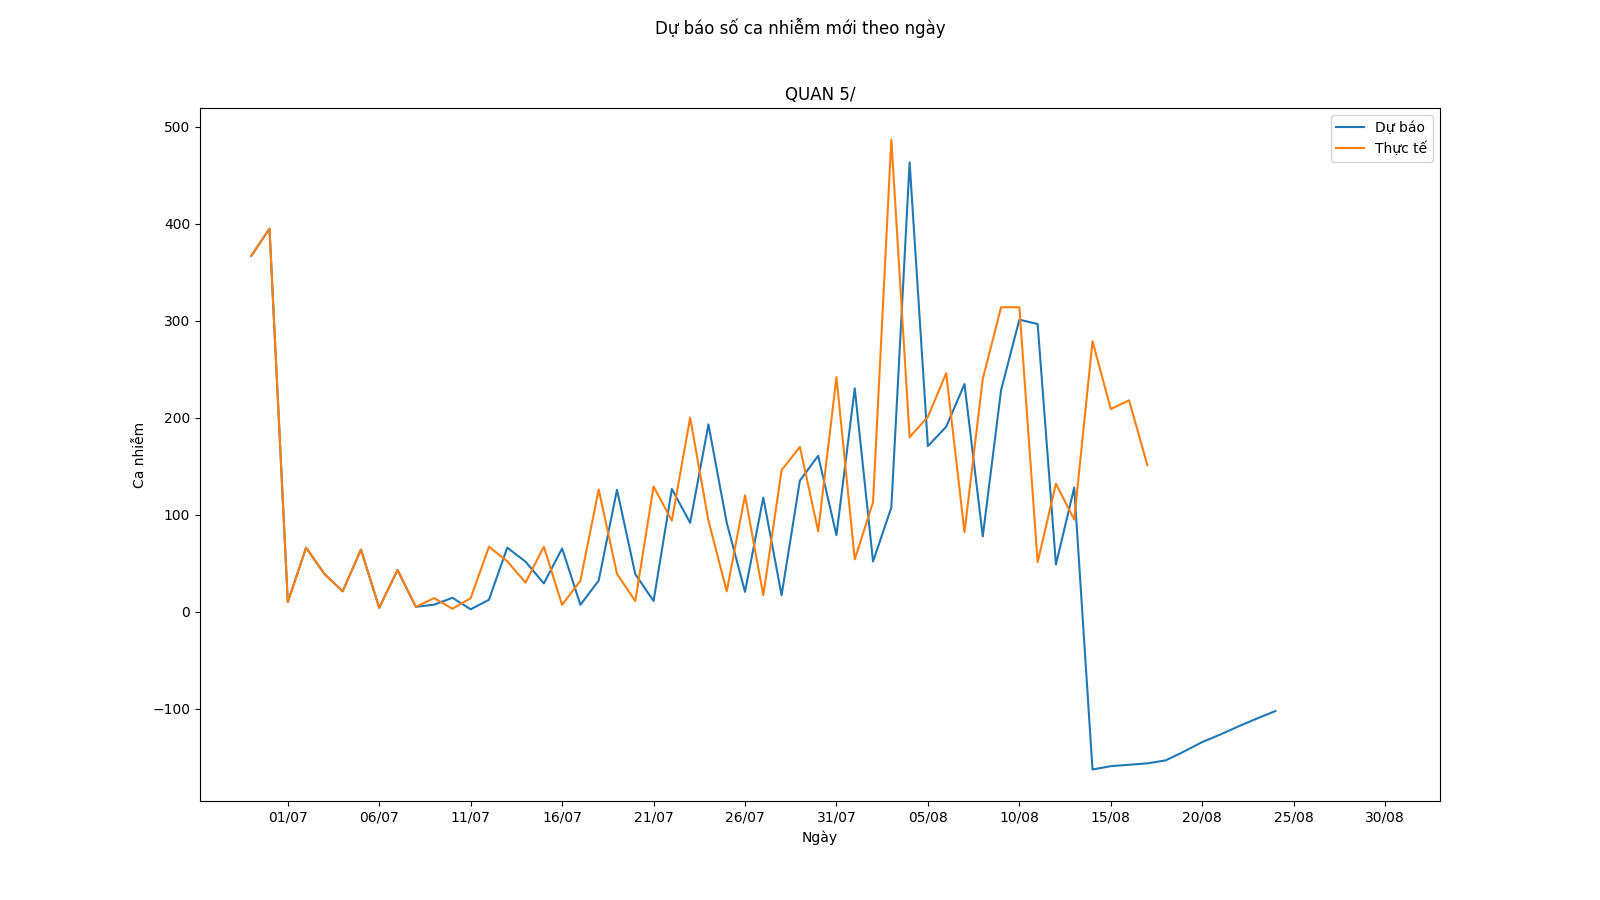 Dự báo số ca nhiễm mới theo ngày
QUAN 5/
Dự báo
Thực tế
500
400
300
200
100
0
−100
Ca nhiễm
01/07 06/07 11/07 16/07 21/07 26/07 31/07 05/08 10/08 15/08 20/08 25/08 30/08
Ngày